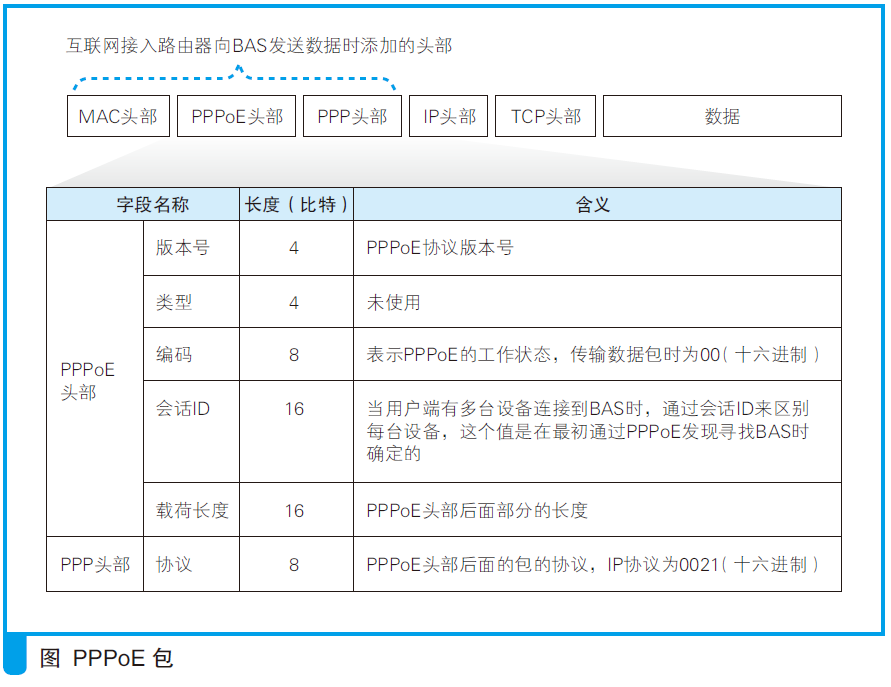 互联网接入路由器向BAS发送数据时添加的头部
MAC头部 PPPoE头部 PPP头部 IP头部 TCP头部 数据
字段名称 长度（比特） 含义
PPPoE头部
版本号 4 PPPoE协议版本号
类型 4 未使用
编码 8 表示PPPoE的工作状态，传输数据包时为00（十六进制）
会话ID 16 当用户端有多台设备连接到BAS时，通过会话ID来区别
每台设备，这个值是在最初通过PPPoE发现寻找BAS时
确定的
载荷长度 16 PPPoE头部后面部分的长度
PPP头部 协议 8 PPPoE头部后面的包的协议，IP协议为0021（十六进制）
图 PPPoE 包